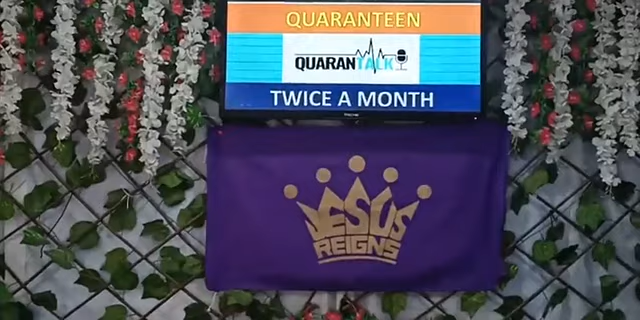 QUARANTEEN
QUARANTALK
TWICE A MONTH
JESUS
REIGNS